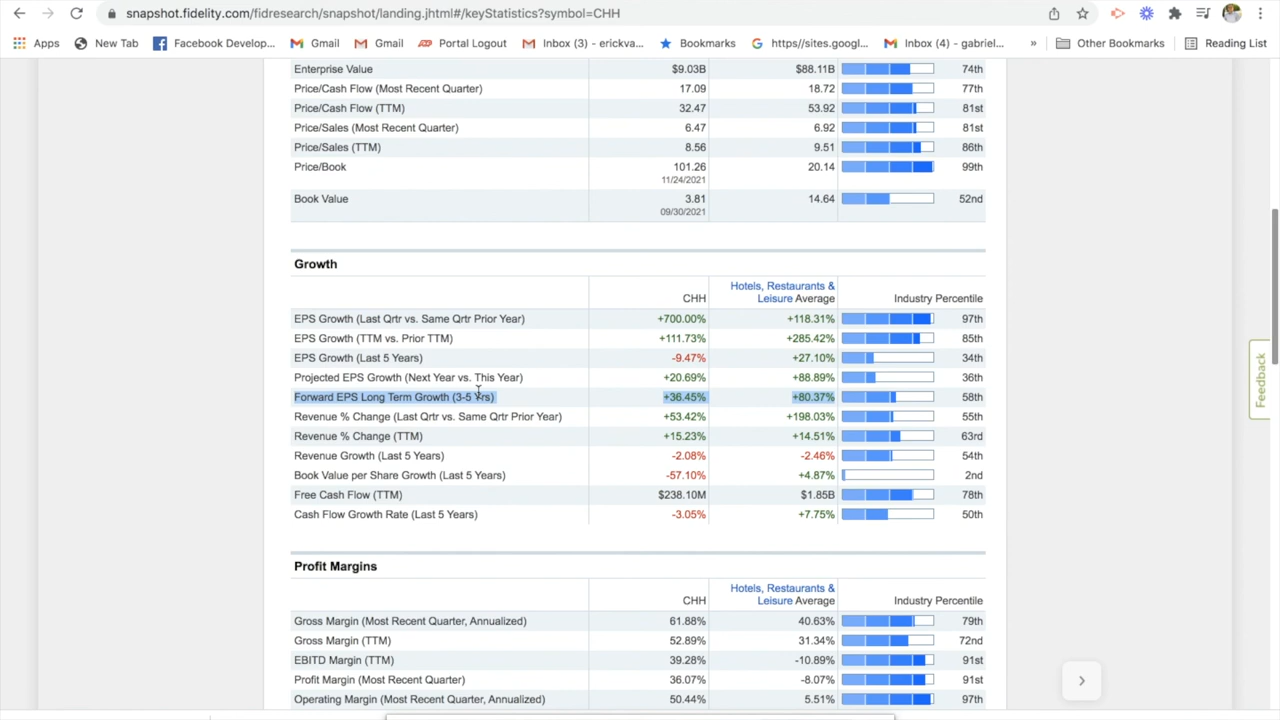 snapshot.fidelity.com/fidresearch/snapshot/landing.jhtml#/keyStatistics?symbol=CHH
Apps New Tab Facebook Develop... Gmail Gmail Portal Logout Inbox (3) – erickva... Bookmarks https//sites.googl... Inbox (4) – gabriel... » Other Bookmarks Reading List
Enterprise Value $9.03B $88.11B 74th
Price/Cash Flow (Most Recent Quarter) 17.09 18.72 77th
Price/Cash Flow (TTM) 32.47 53.92 81st
Price/Sales (Most Recent Quarter) 6.47 6.92 81st
Price/Sales (TTM) 8.56 9.51 86th
Price/Book 101.26 20.14 99th
11/24/2021
Book Value 3.81 14.64 52nd
09/30/2021
Growth
Hotels, Restaurants &
CHH Leisure Average Industry Percentile
EPS Growth (Last Qrtr vs. Same Qrtr Prior Year) +700.00% +118.31% 97th
EPS Growth (TTM vs. Prior TTM) +111.73% +285.42% 85th
EPS Growth (Last 5 Years) -9.47% +27.10% 34th
Projected EPS Growth (Next Year vs. This Year) +20.69% +88.89% 36th
Forward EPS Long Term Growth (3-5 Yrs) +36.45% +80.37% 58th
Revenue % Change (Last Qrtr vs. Same Qrtr Prior Year) +53.42% +198.03% 55th
Revenue % Change (TTM) +15.23% +14.51% 63rd
Revenue Growth (Last 5 Years) -2.08% -2.46% 54th
Book Value per Share Growth (Last 5 Years) -57.10% +4.87% 2nd
Free Cash Flow (TTM) $238.10M $1.85B 78th
Cash Flow Growth Rate (Last 5 Years) -3.05% +7.75% 50th
Profit Margins
Hotels, Restaurants &
CHH Leisure Average Industry Percentile
Gross Margin (Most Recent Quarter, Annualized) 61.88% 40.63% 79th
Gross Margin (TTM) 52.89% 31.34% 72nd
EBITD Margin (TTM) 39.28% -10.89% 91st
Profit Margin (Most Recent Quarter) 36.07% -8.07% 91st
Operating Margin (Most Recent Quarter, Annualized) 50.44% 5.51% 97th
Feedback